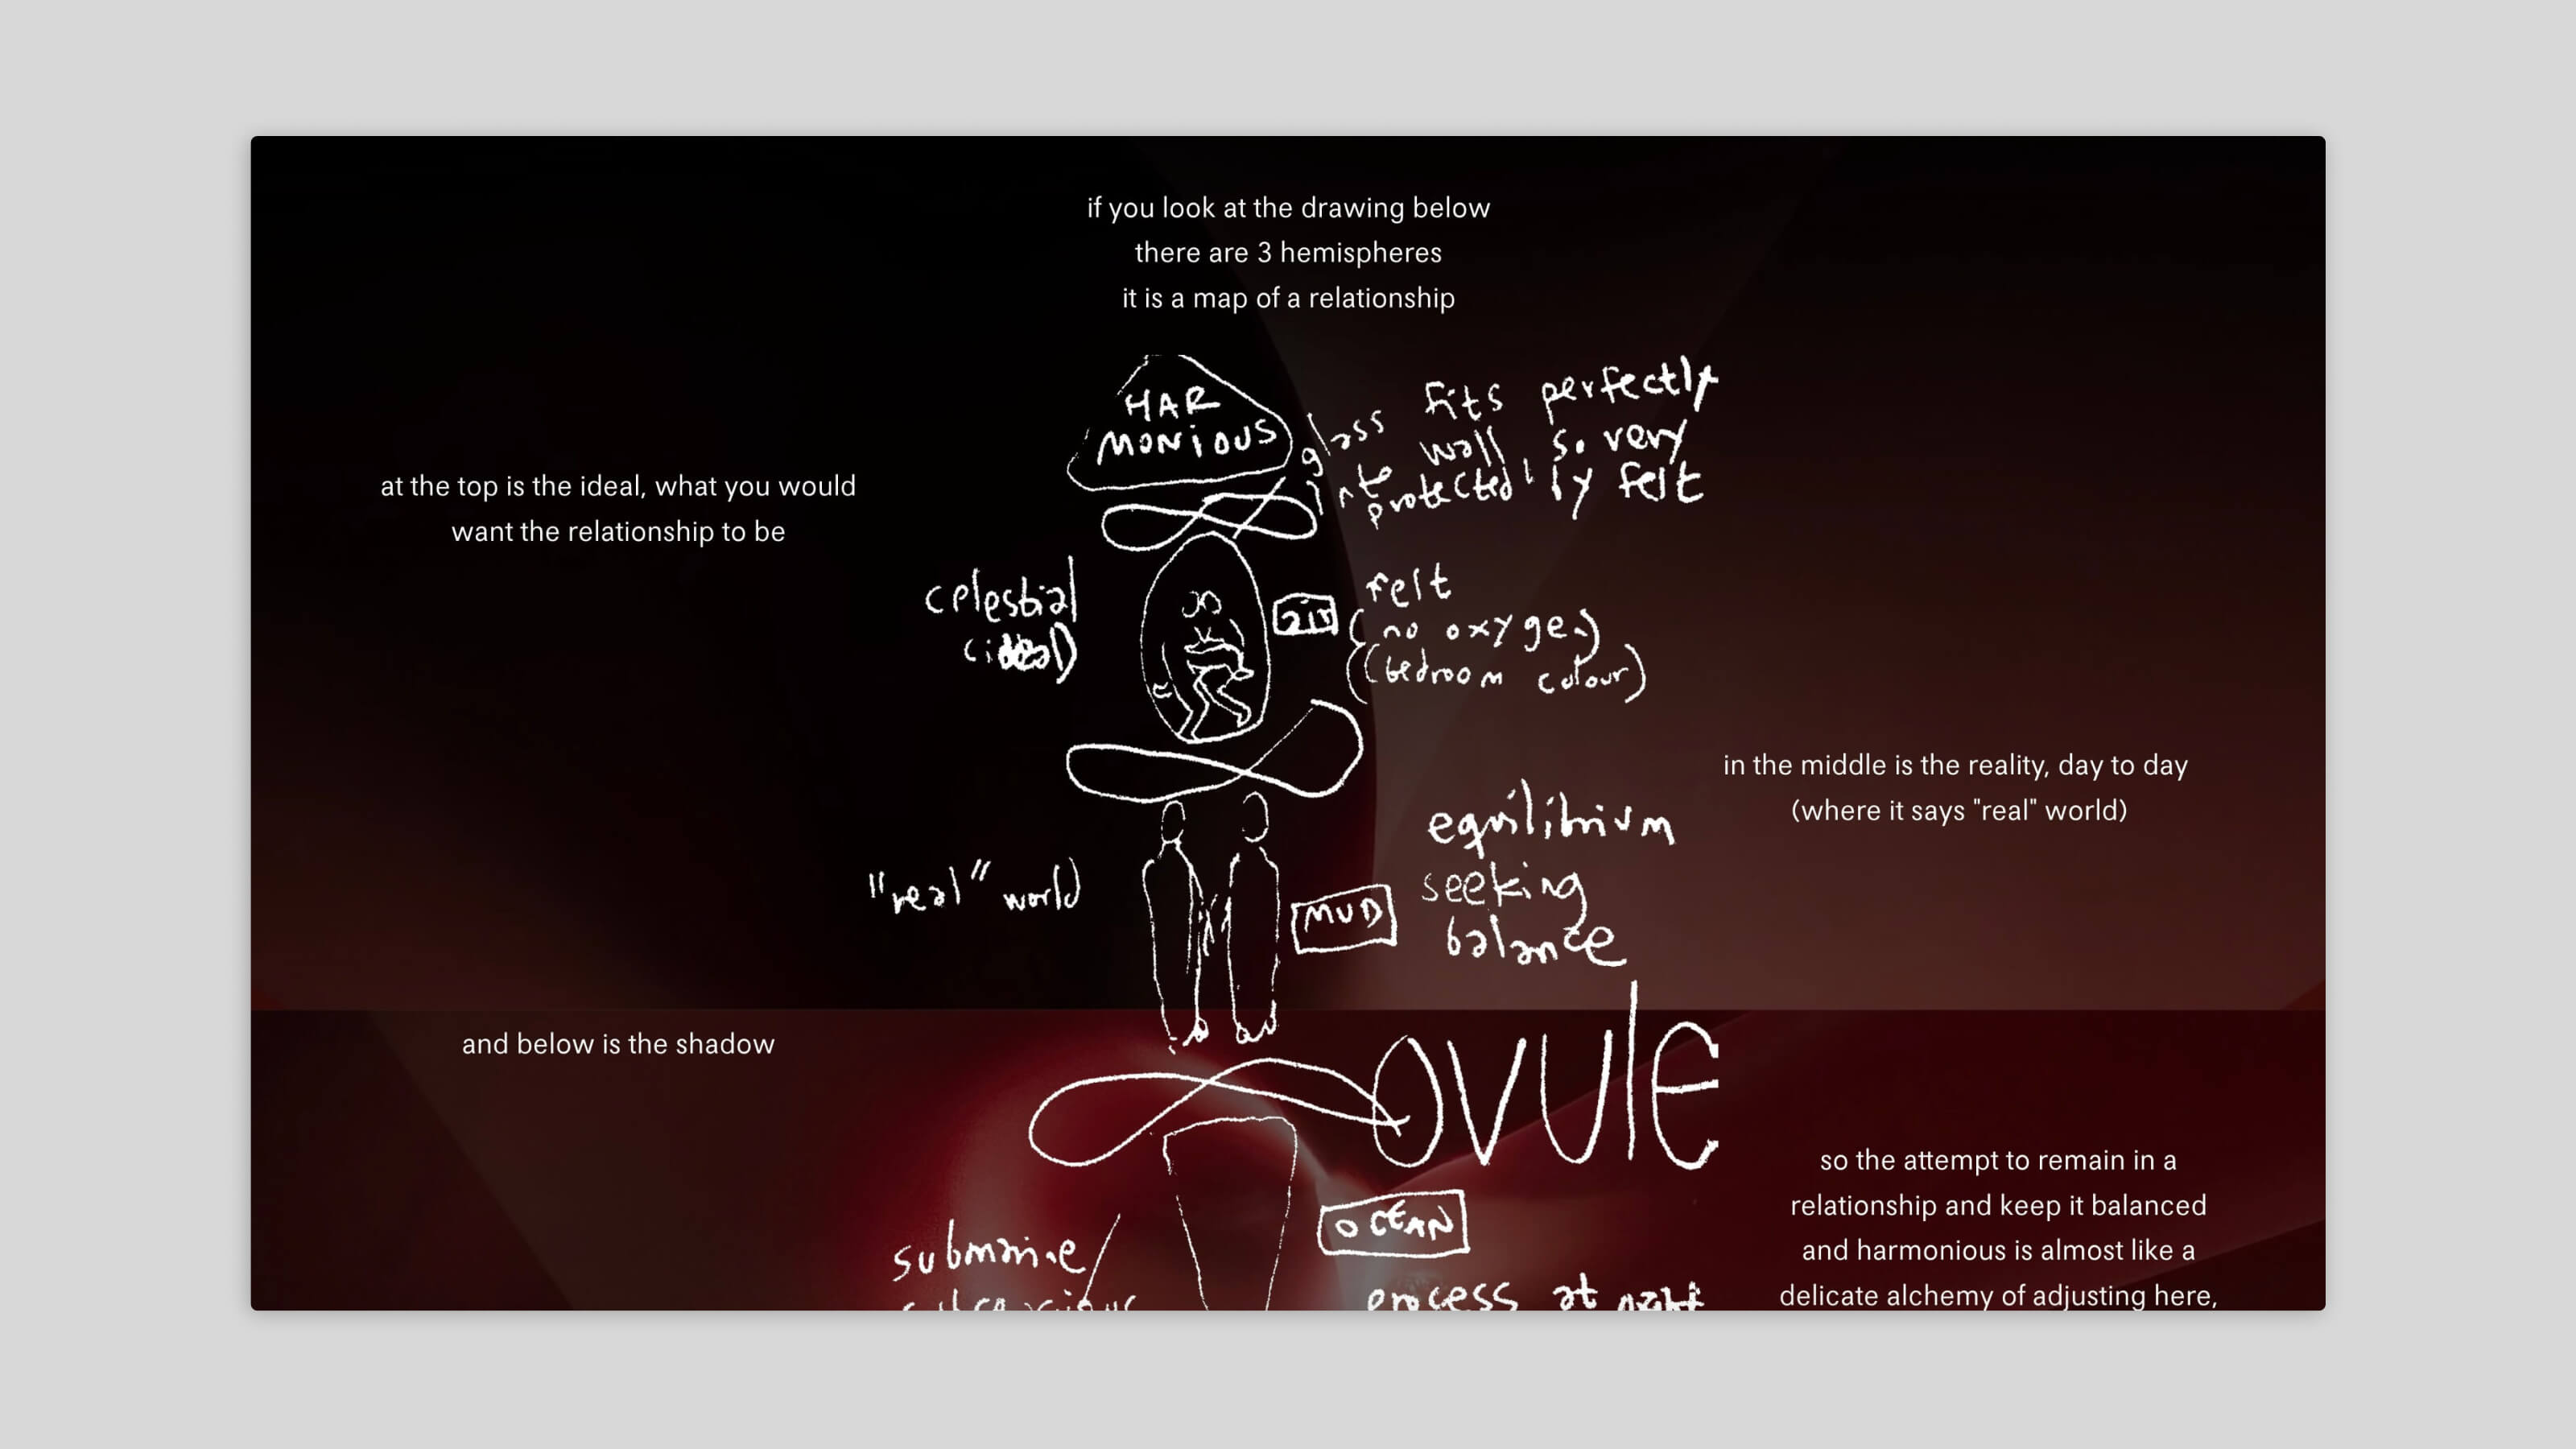 if you look at the drawing below
there are 3 hemispheres
it is a map of a relationship
HAR
MONIOUS
glass fits perfectly
into wall so very
protected ly felt
at the top is the ideal, what you would
want the relationship to be
celestial
air
felt
(no oxygen)
(bedroom colour)
in the middle is the reality, day to day
(where it says "real" world)
"real" world
MUD
equilibrium
seeking
balance
and below is the shadow
OVULE
so the attempt to remain in a
relationship and keep it balanced
and harmonious is almost like a
delicate alchemy of adjusting here,
OCEAN
submarine
process at